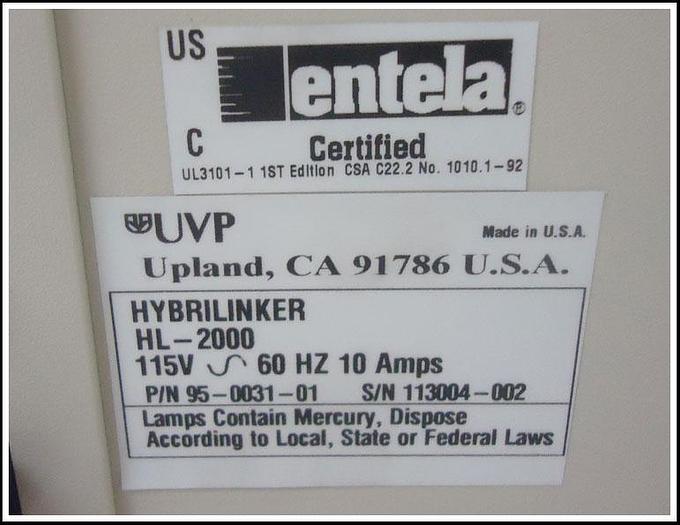 US
entela®
C
Certified
UL3101-1 1ST Edition CSA C22.2 No. 1010.1-92
UVP
Made in U.S.A.
Upland, CA 91786 U.S.A.
HYBRILINKER
HL-2000
115V ∿ 60 HZ 10 Amps
P/N 95-0031-01 S/N 113004-002
Lamps Contain Mercury, Dispose
According to Local, State or Federal Laws